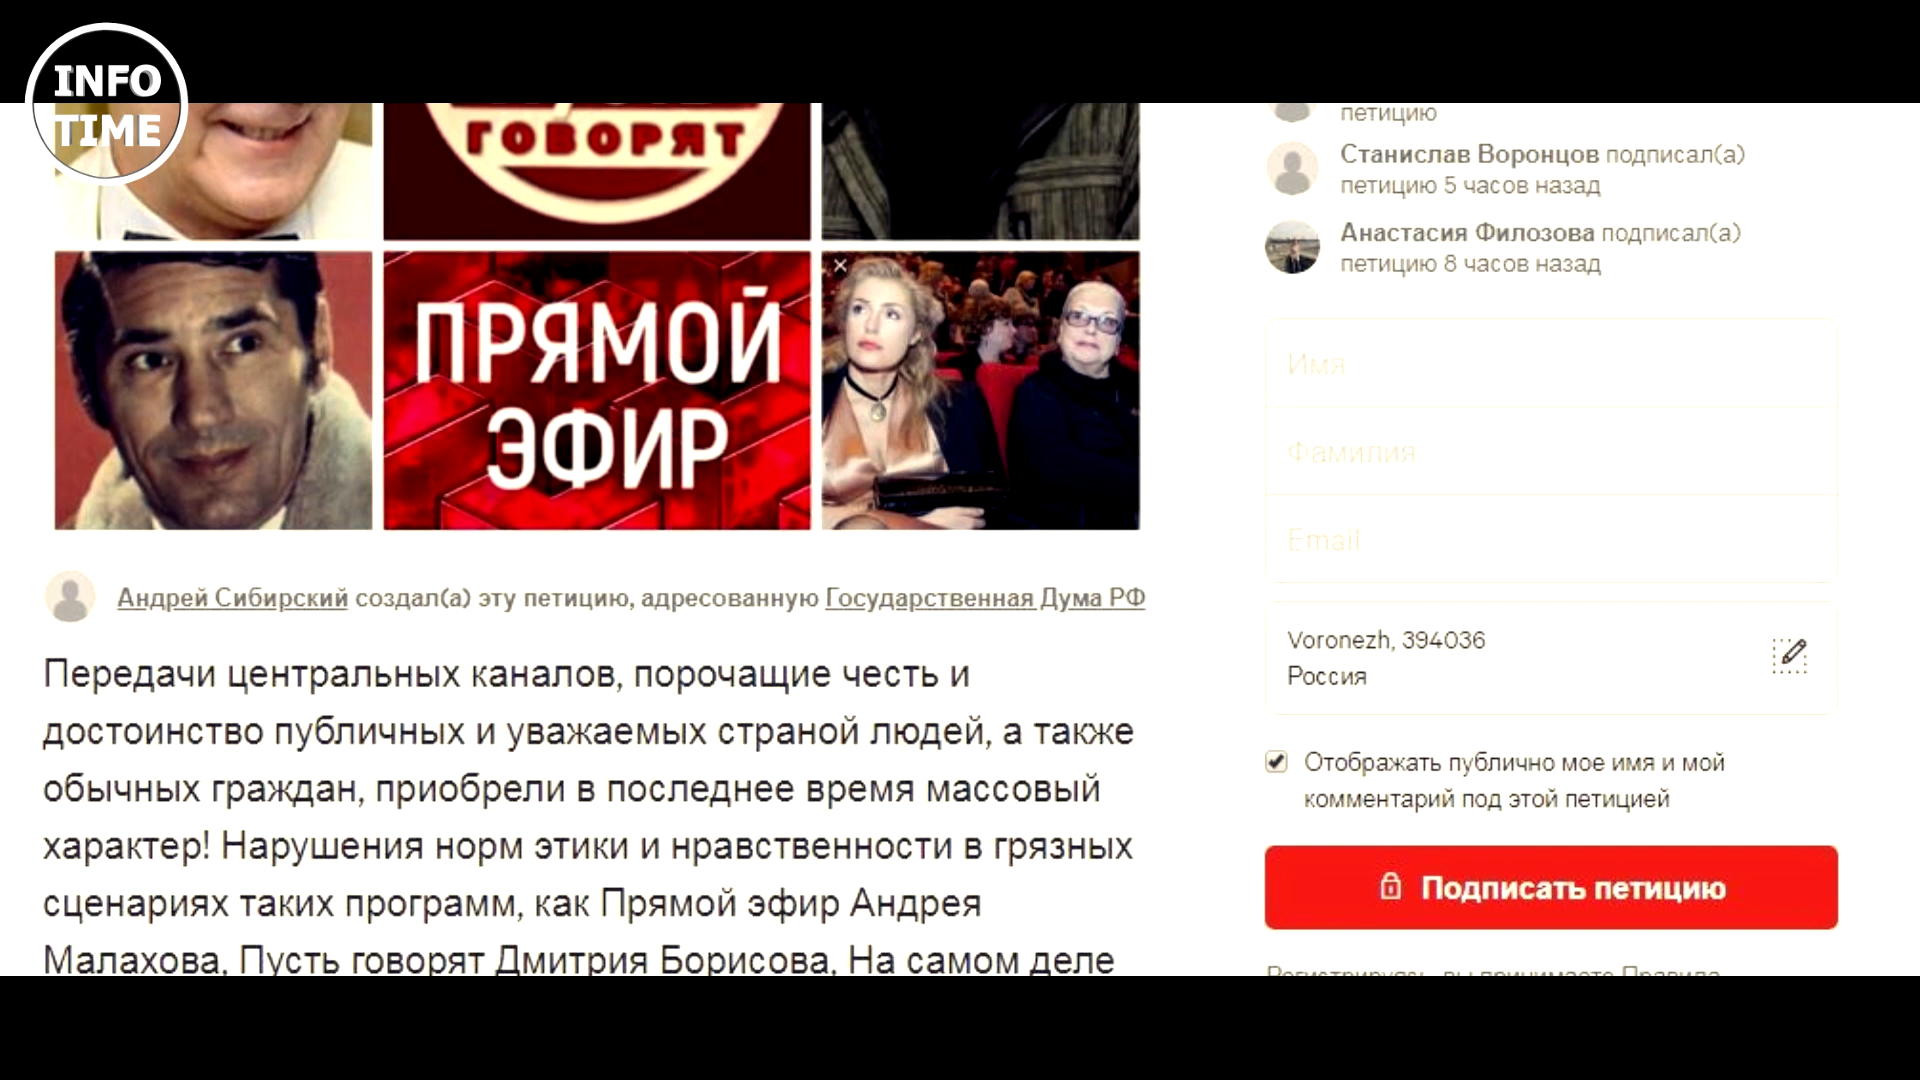 INFO
TIME
ГОВОРЯТ
ПРЯМОЙ
ЭФИР
Андрей Сибирский создал(а) эту петицию, адресованную Государственная Дума РФ
Передачи центральных каналов, порочащие честь и
достоинство публичных и уважаемых страной людей, а также
обычных граждан, приобрели в последнее время массовый
характер! Нарушения норм этики и нравственности в грязных
сценариях таких программ, как Прямой эфир Андрея
Малахова, Пусть говорят Дмитрия Борисова, На самом деле
петицию
Станислав Воронцов подписал(а)
петицию 5 часов назад
Анастасия Филозова подписал(а)
петицию 8 часов назад
Имя
Фамилия
Email
Voronezh, 394036
Россия
Отображать публично мое имя и мой
комментарий под этой петицией
Подписать петицию
Регистрируясь, вы принимаете Правила